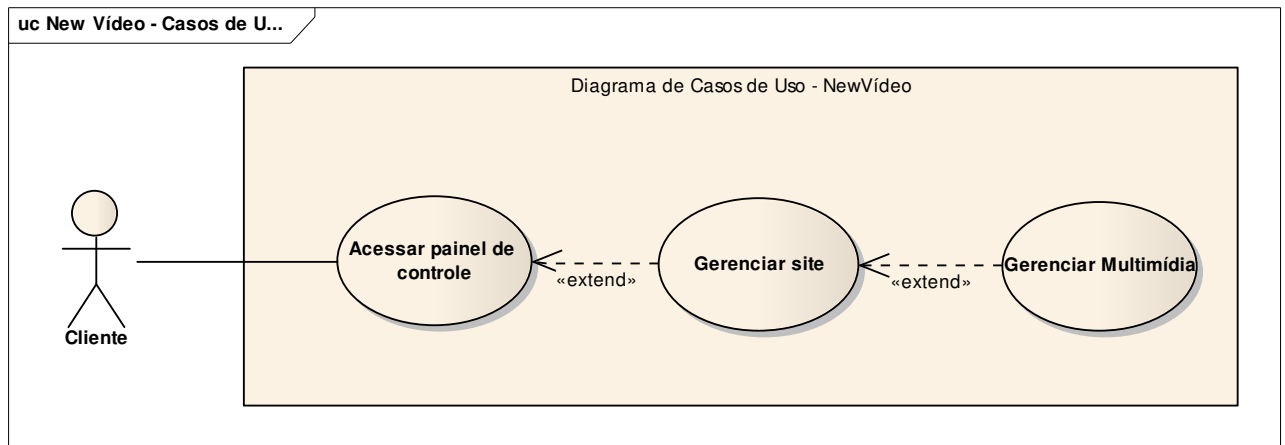 uc New Vídeo - Casos de U...
Diagrama de Casos de Uso - NewVídeo
Acessar painel de
controle
«extend»
Gerenciar site
«extend»
Gerenciar Multimídia
Cliente